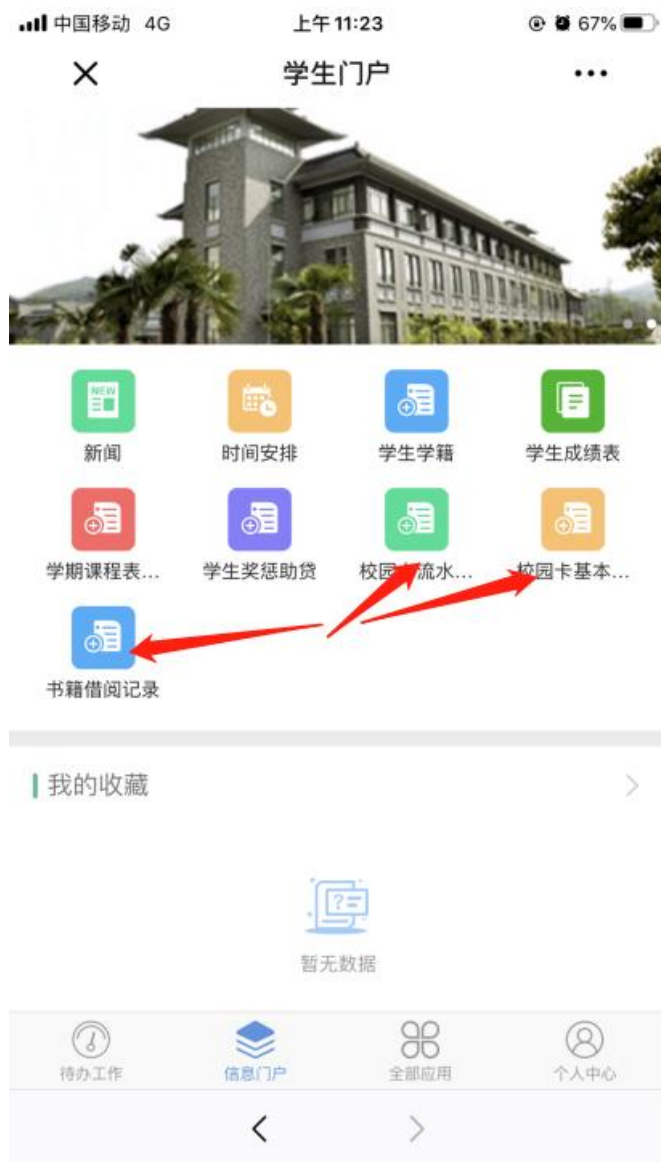 中国移动 4G 上午11:23 67%
学生门户
NEW
新闻 时间安排 学生学籍 学生成绩表
学期课程表... 学生奖惩助贷 校园 流水... 校园卡基本...
书籍借阅记录
我的收藏
暂无数据
待办工作 信息门户 全部应用 个人中心